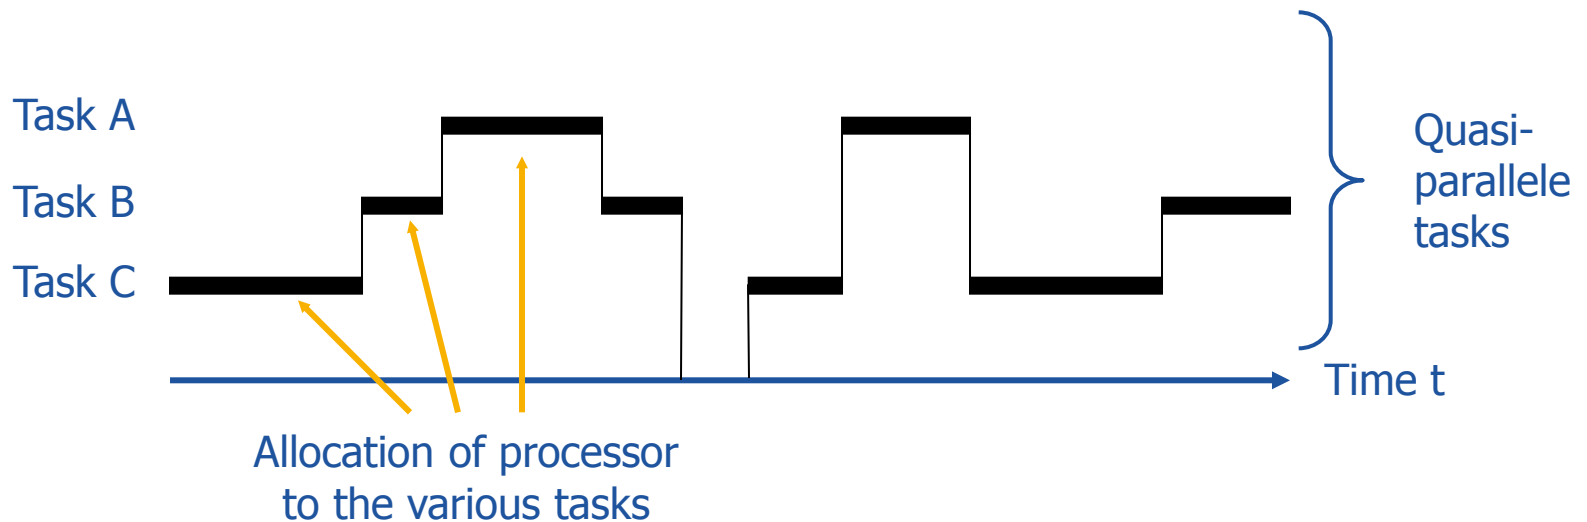 Task A
Task B
Task C
Quasi-
parallele
tasks
Time t
Allocation of processor
to the various tasks